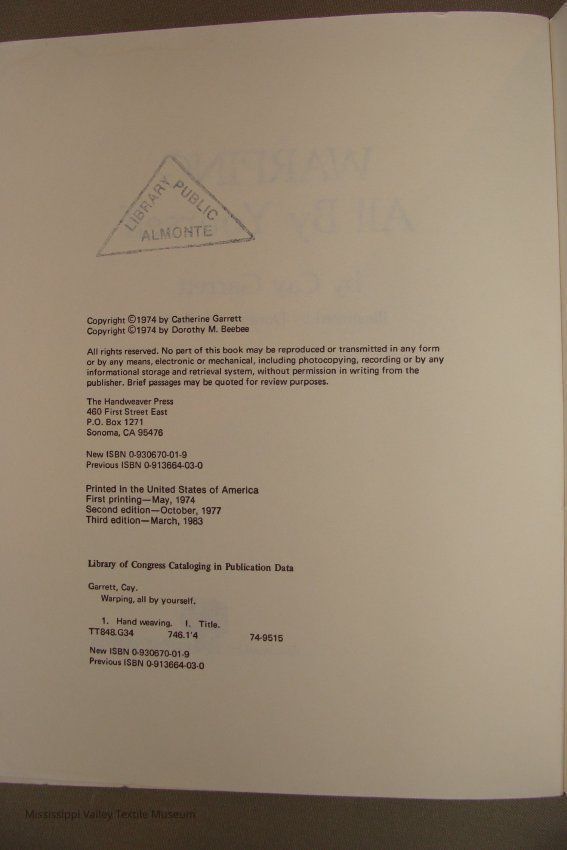 WARPING
All By Y
by Cay Garrett
LIBRARY PUBLIC
ALMONTE
Copyright ©1974 by Catherine Garrett
Copyright ©1974 by Dorothy M. Beebee
All rights reserved. No part of this book may be reproduced or transmitted in any form
or by any means, electronic or mechanical, including photocopying, recording or by any
informational storage and retrieval system, without permission in writing from the
publisher. Brief passages may be quoted for review purposes.
The Handweaver Press
460 First Street East
P.O. Box 1271
Sonoma, CA 95476
New ISBN 0-930670-01-9
Previous ISBN 0-913664-03-0
Printed in the United States of America
First printing—May, 1974
Second edition—October, 1977
Third edition—March, 1983
Library of Congress Cataloging in Publication Data
Garrett, Cay.
Warping, all by yourself.
1. Hand weaving. I. Title.
TT848.G34 746.1'4 74-9515
New ISBN 0-930670-01-9
Previous ISBN 0-913664-03-0
Mississippi Valley Textile Museum